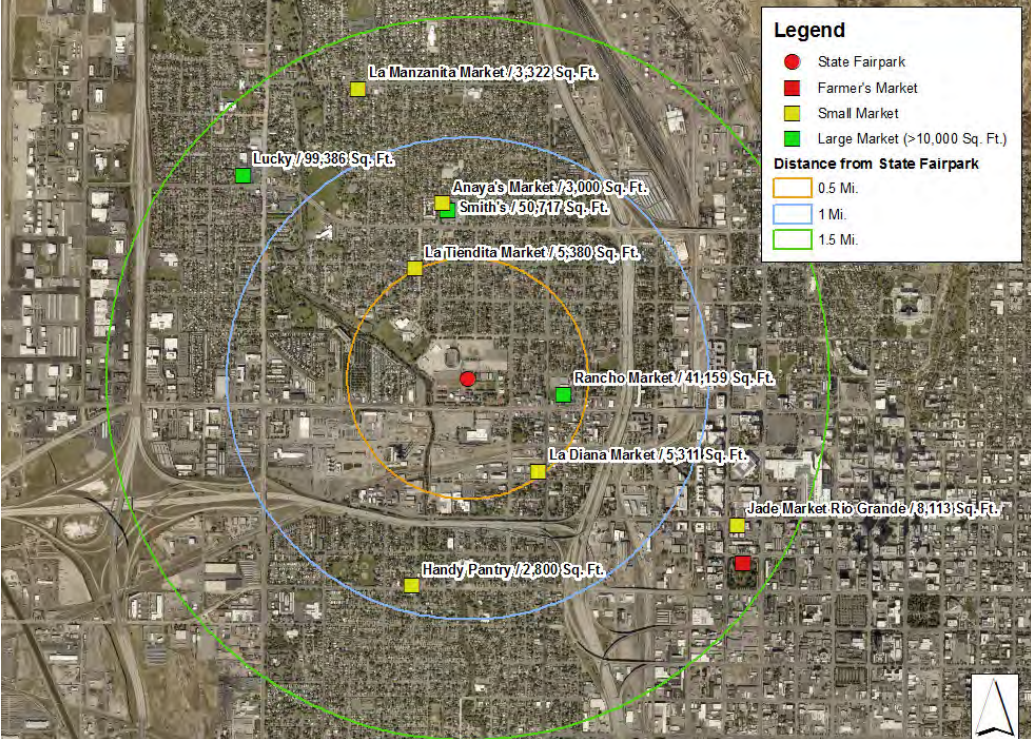 Legend
State Fairpark
Farmer's Market
Small Market
Large Market (>10,000 Sq. Ft.)
Distance from State Fairpark
0.5 Mi.
1 Mi.
1.5 Mi.
La Manzanita Market / 3,322 Sq. Ft.
Lucky / 99,386 Sq. Ft.
Anaya's Market / 3,000 Sq. Ft.
Smith's / 50,717 Sq. Ft.
La Tiendita Market / 5,380 Sq. Ft.
Rancho Market / 41,159 Sq. Ft.
La Diana Market / 5,311 Sq. Ft.
Jade Market Rio Grande / 8,113 Sq. Ft.
Handy Pantry / 2,800 Sq. Ft.